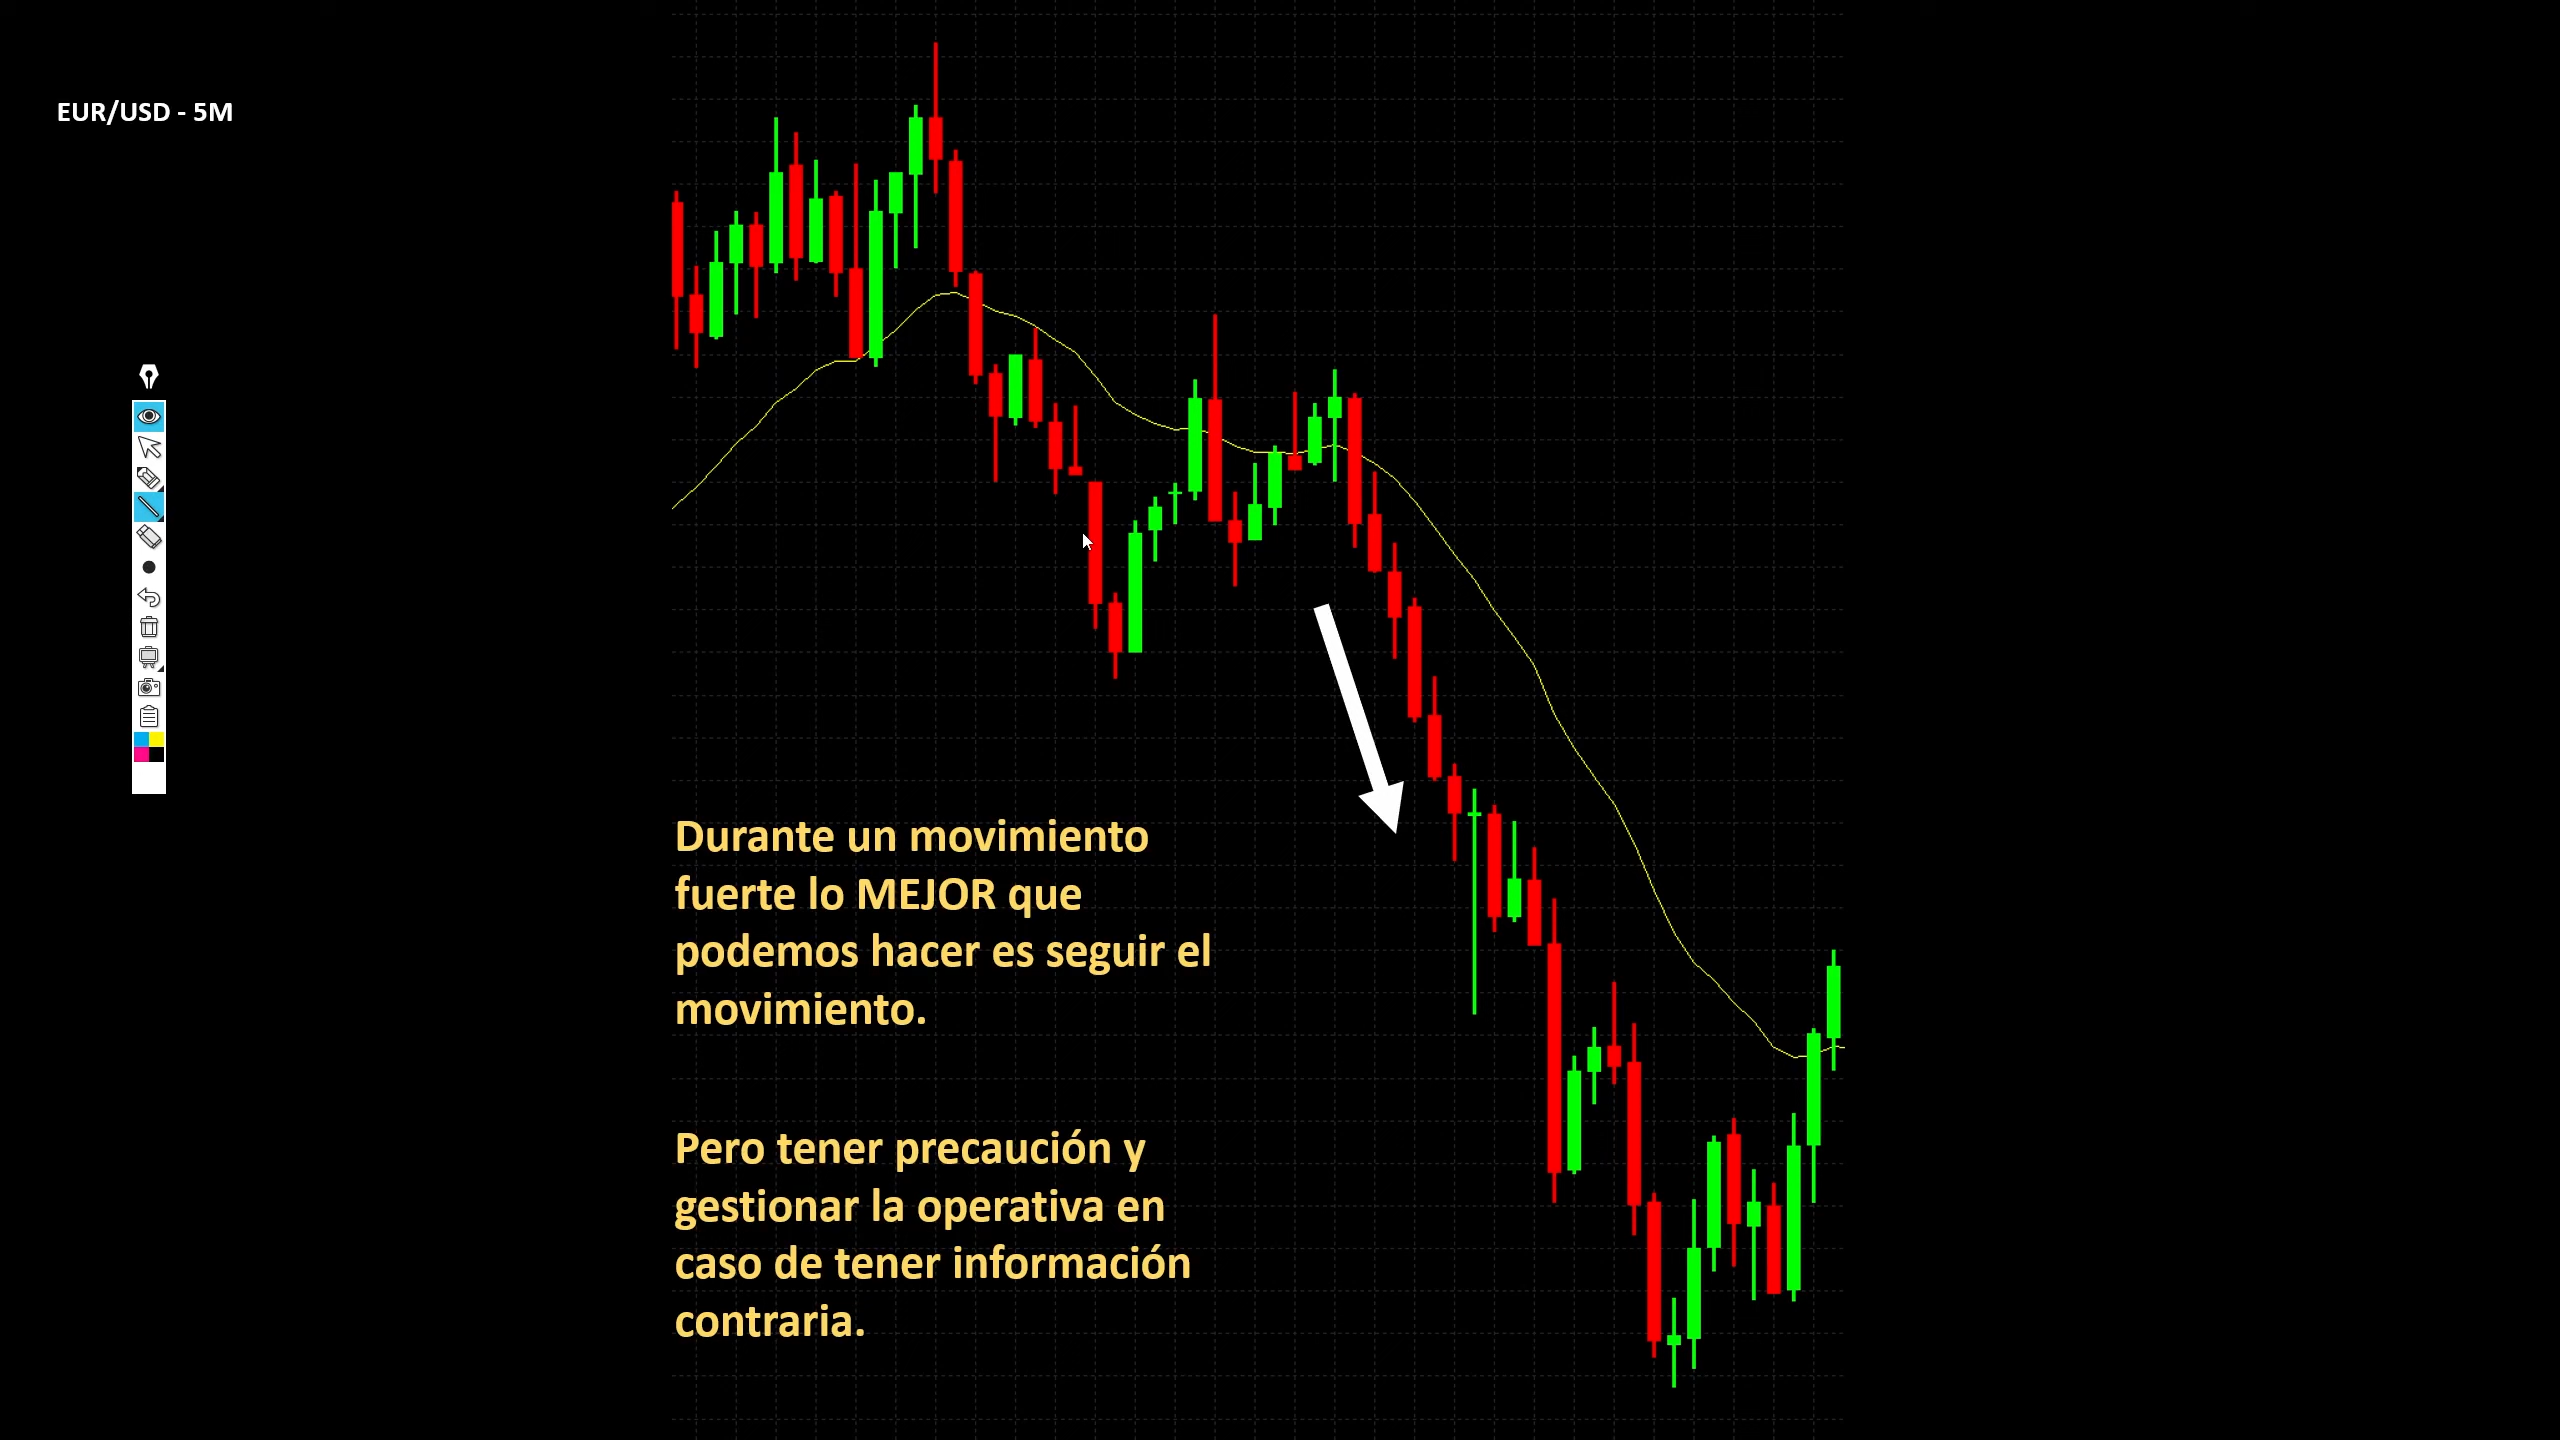 EUR/USD - 5M
Durante un movimiento
fuerte lo MEJOR que
podemos hacer es seguir el
movimiento.
Pero tener precaución y
gestionar la operativa en
caso de tener información
contraria.